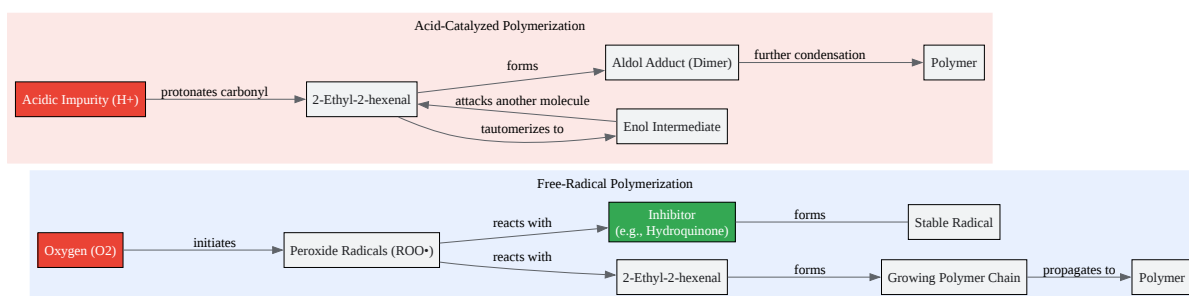 Acid-Catalyzed Polymerization
Acidic Impurity (H+)
protonates carbonyl
2-Ethyl-2-hexenal
forms
Aldol Adduct (Dimer)
further condensation
Polymer
attacks another molecule
tautomerizes to
Enol Intermediate
Free-Radical Polymerization
Oxygen (O2)
initiates
Peroxide Radicals (ROO•)
reacts with
Inhibitor
(e.g., Hydroquinone)
forms
Stable Radical
reacts with
2-Ethyl-2-hexenal
forms
Growing Polymer Chain
propagates to
Polymer